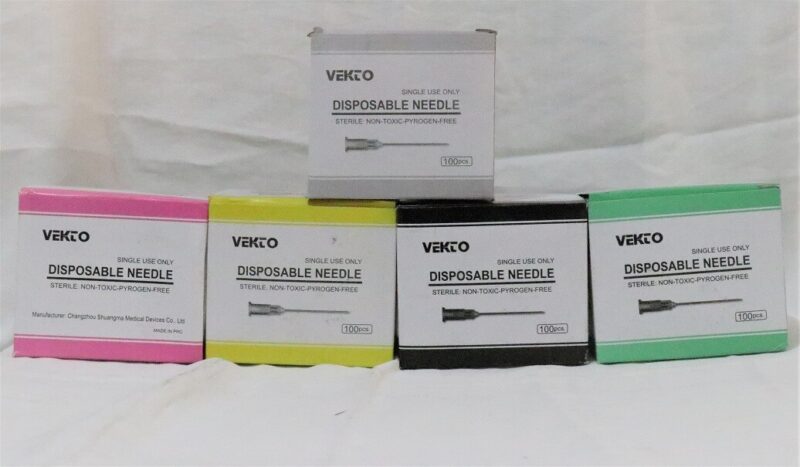 VEKTO
SINGLE USE ONLY
DISPOSABLE NEEDLE
STERILE: NON-TOXIC-PYROGEN-FREE
100pcs.
VEKTO
SINGLE USE ONLY
DISPOSABLE NEEDLE
STERILE: NON-TOXIC-PYROGEN-FREE
Manufacturer: Changzhou Shuangma Medical Devices Co., Ltd
MADE IN PRC
VEKTO
SINGLE USE ONLY
DISPOSABLE NEEDLE
STERILE: NON-TOXIC-PYROGEN-FREE
100pcs.
VEKTO
SINGLE USE ONLY
DISPOSABLE NEEDLE
STERILE: NON-TOXIC-PYROGEN-FREE
100pcs.
VEKTO
SINGLE USE ONLY
DISPOSABLE NEEDLE
STERILE: NON-TOXIC-PYROGEN-FREE
100pcs.